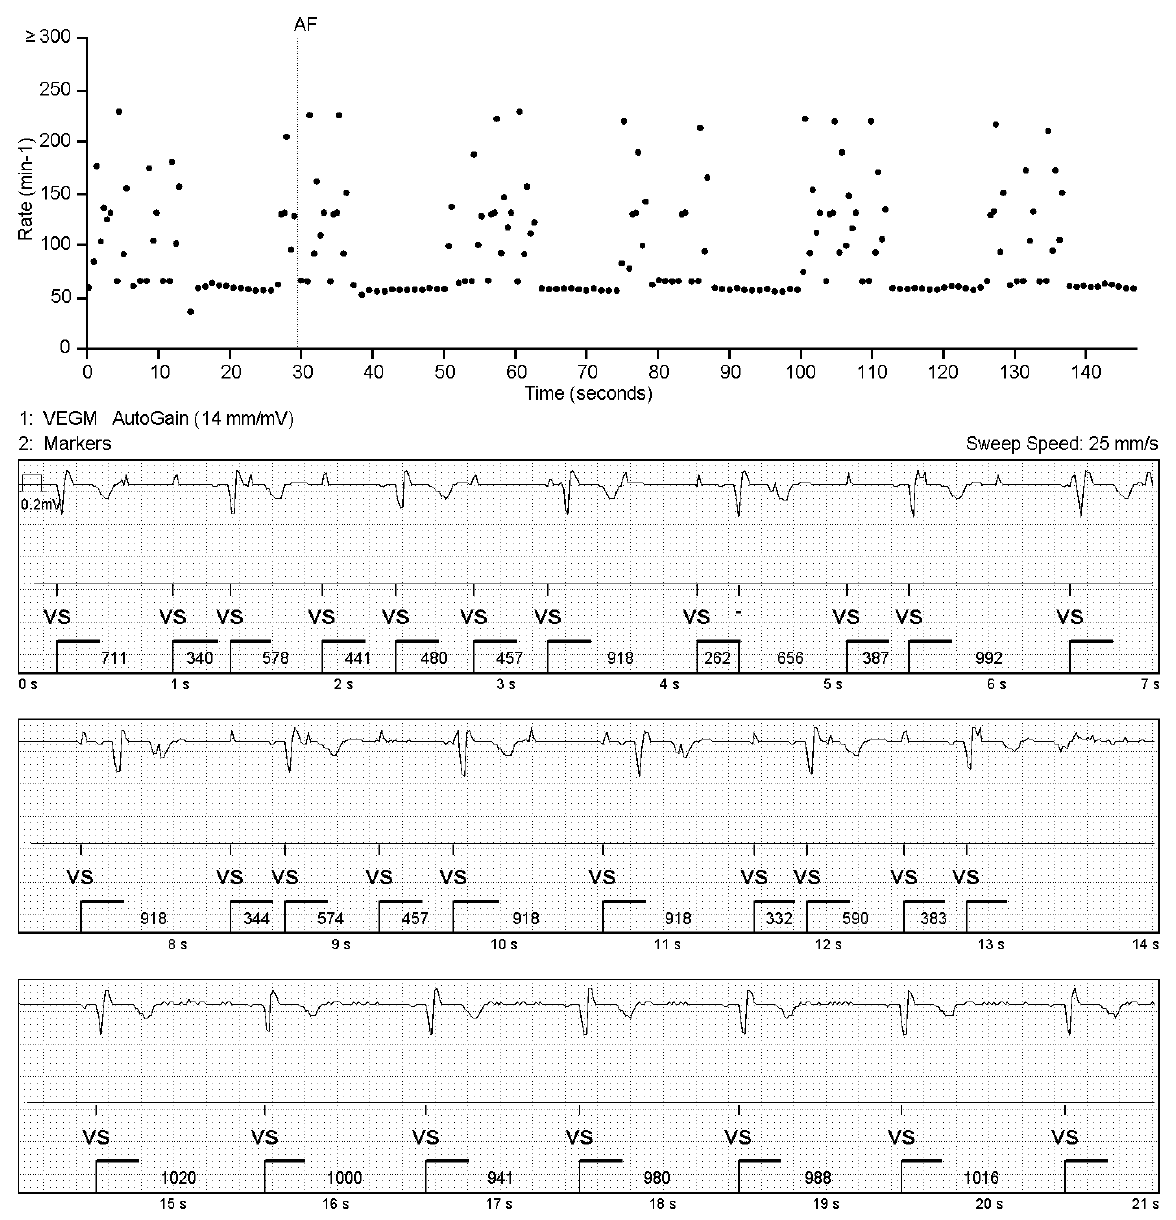 AF
≥ 300
250
200
150
100
50
0
Rate (min-1)
0 10 20 30 40 50 60 70 80 90 100 110 120 130 140
Time (seconds)
1: VEGM AutoGain (14 mm/mV)
2: Markers Sweep Speed: 25 mm/s
0.2mV
VS VS VS VS VS VS VS VS - VS VS VS
711 340 578 441 480 457 918 262 656 387 992
0 s 1 s 2 s 3 s 4 s 5 s 6 s 7 s
VS VS VS VS VS VS VS VS VS VS
918 344 574 457 918 918 332 590 383
8 s 9 s 10 s 11 s 12 s 13 s 14 s
VS VS VS VS VS VS VS
1020 1000 941 980 988 1016
15 s 16 s 17 s 18 s 19 s 20 s 21 s